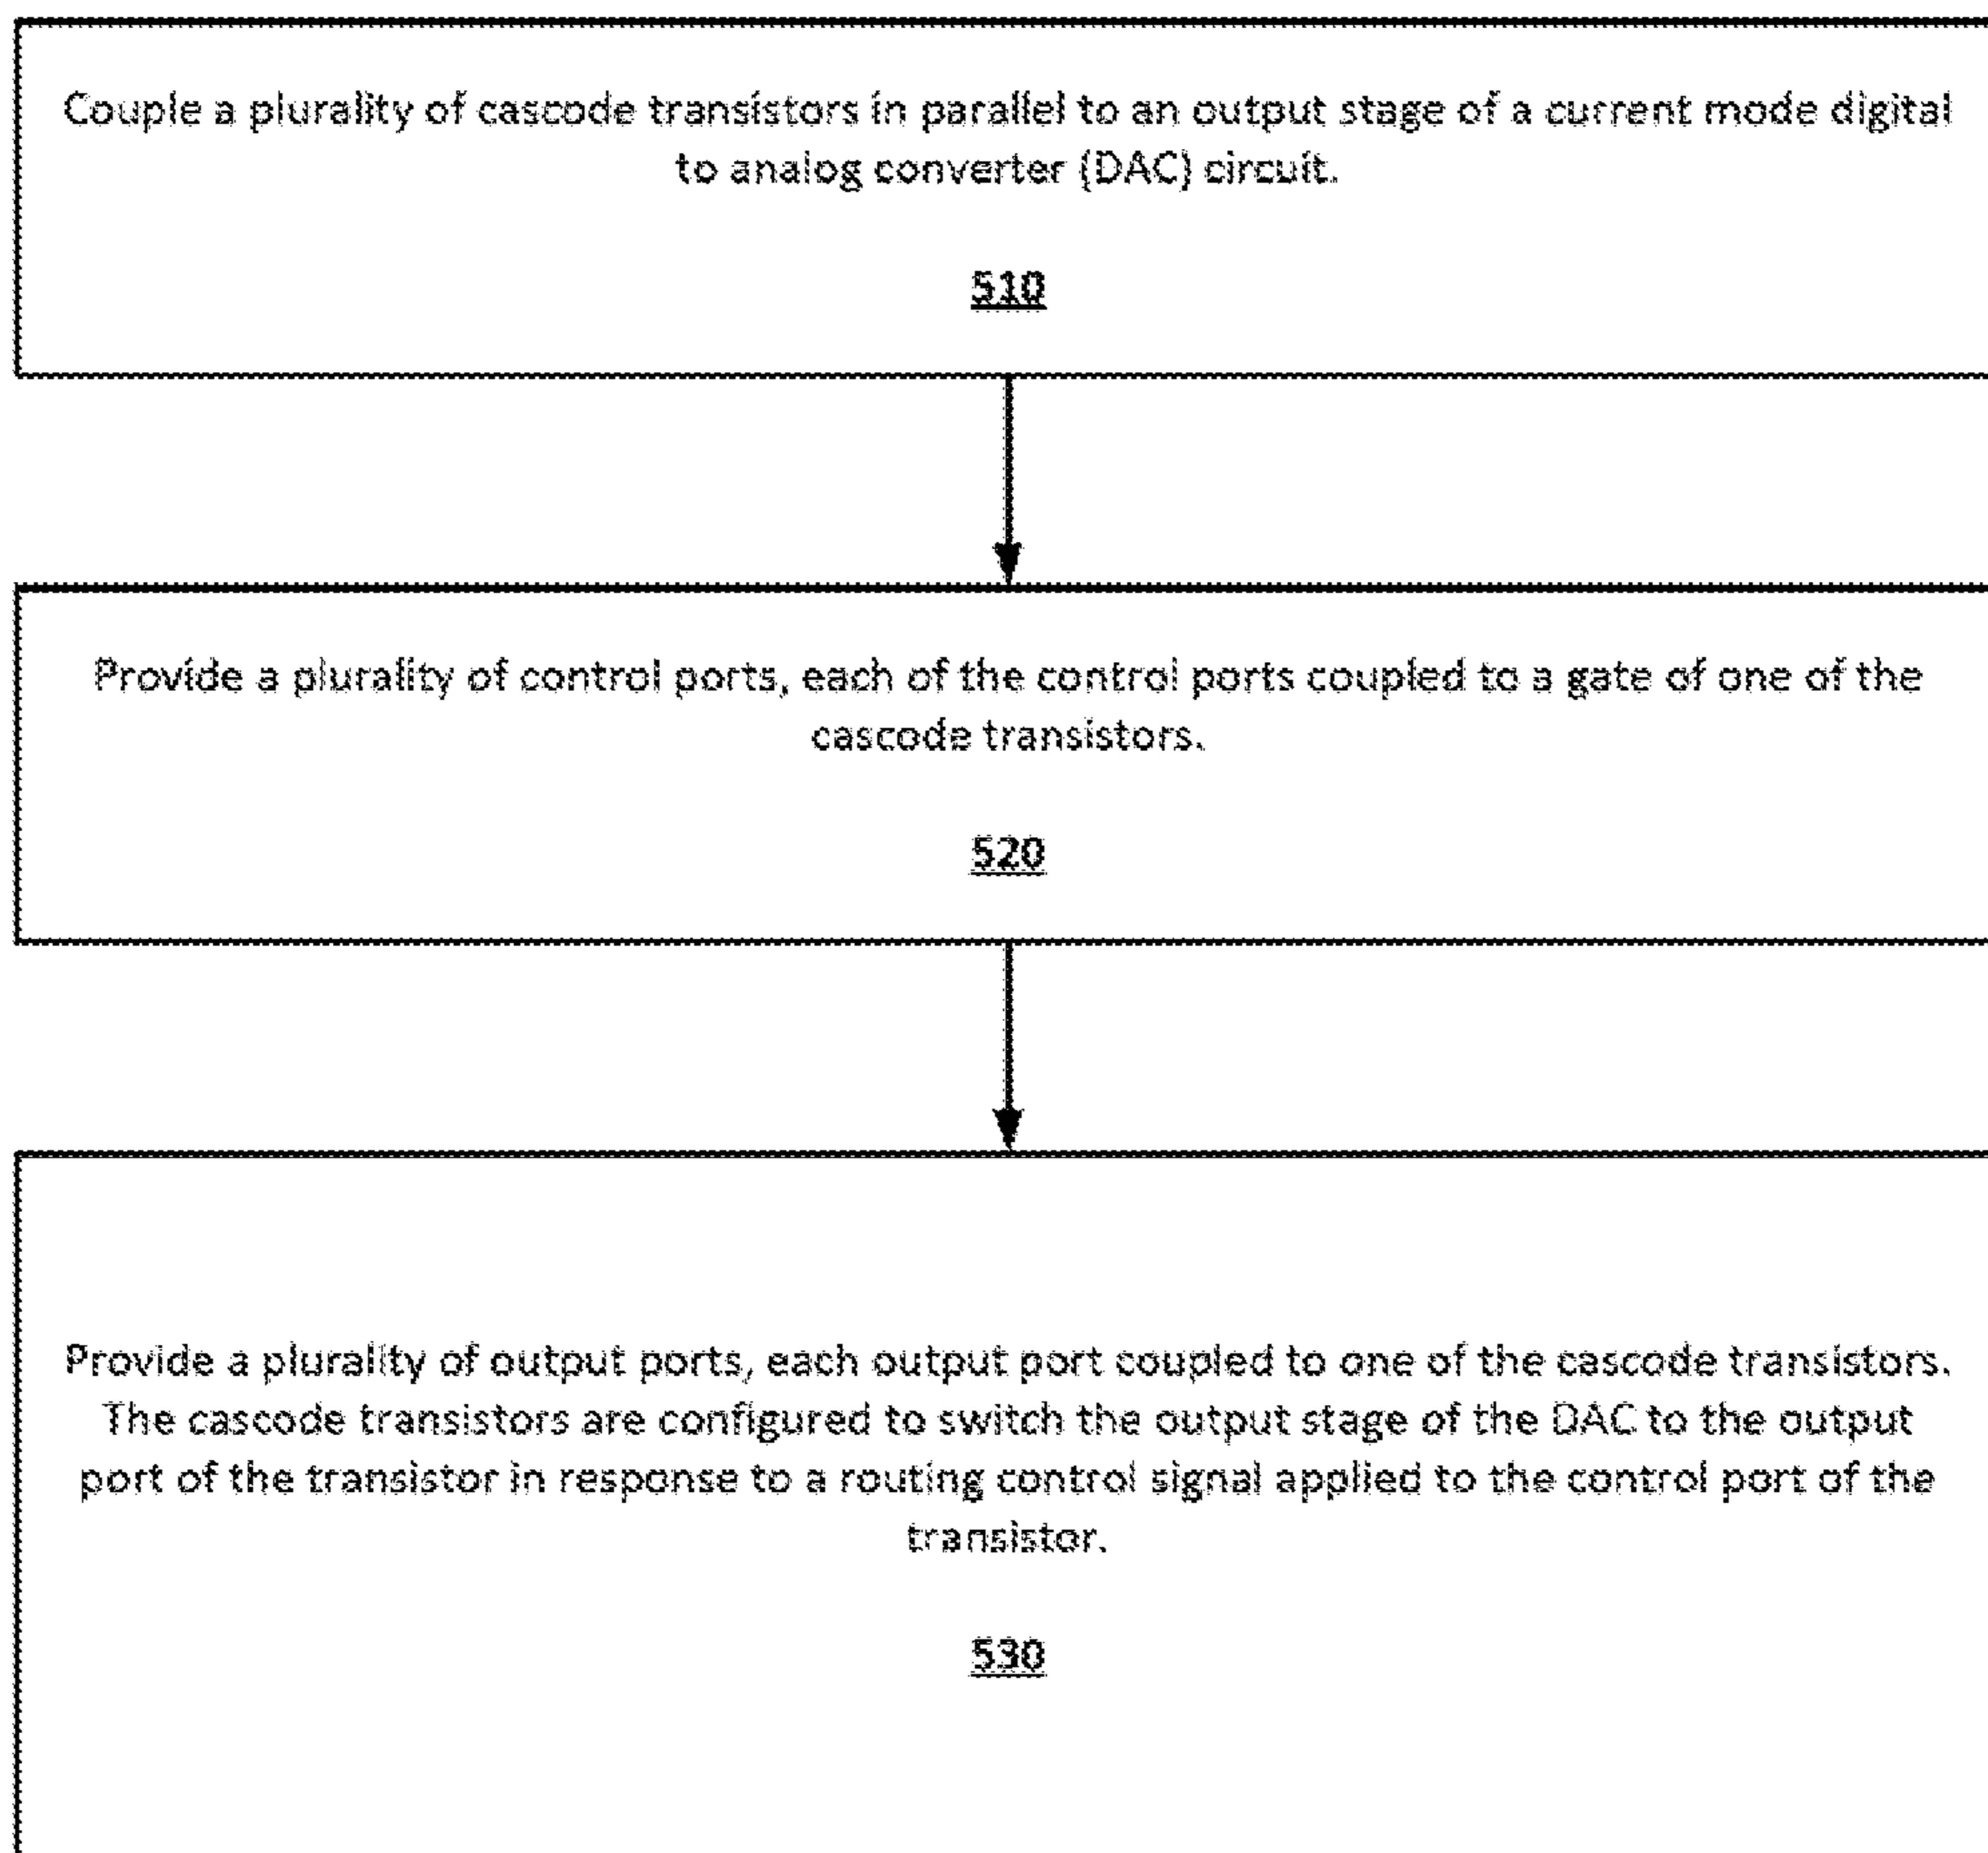 Couple a plurality of cascode transistors in parallel to an output stage of a current mode digital
to analog converter (DAC) circuit.
510
Provide a plurality of control ports, each of the control ports coupled to a gate of one of the
cascode transistors.
520
Provide a plurality of output ports, each output port coupled to one of the cascode transistors.
The cascode transistors are configured to switch the output stage of the DAC to the output
port of the transistor in response to a routing control signal applied to the control port of the
transistor.
530